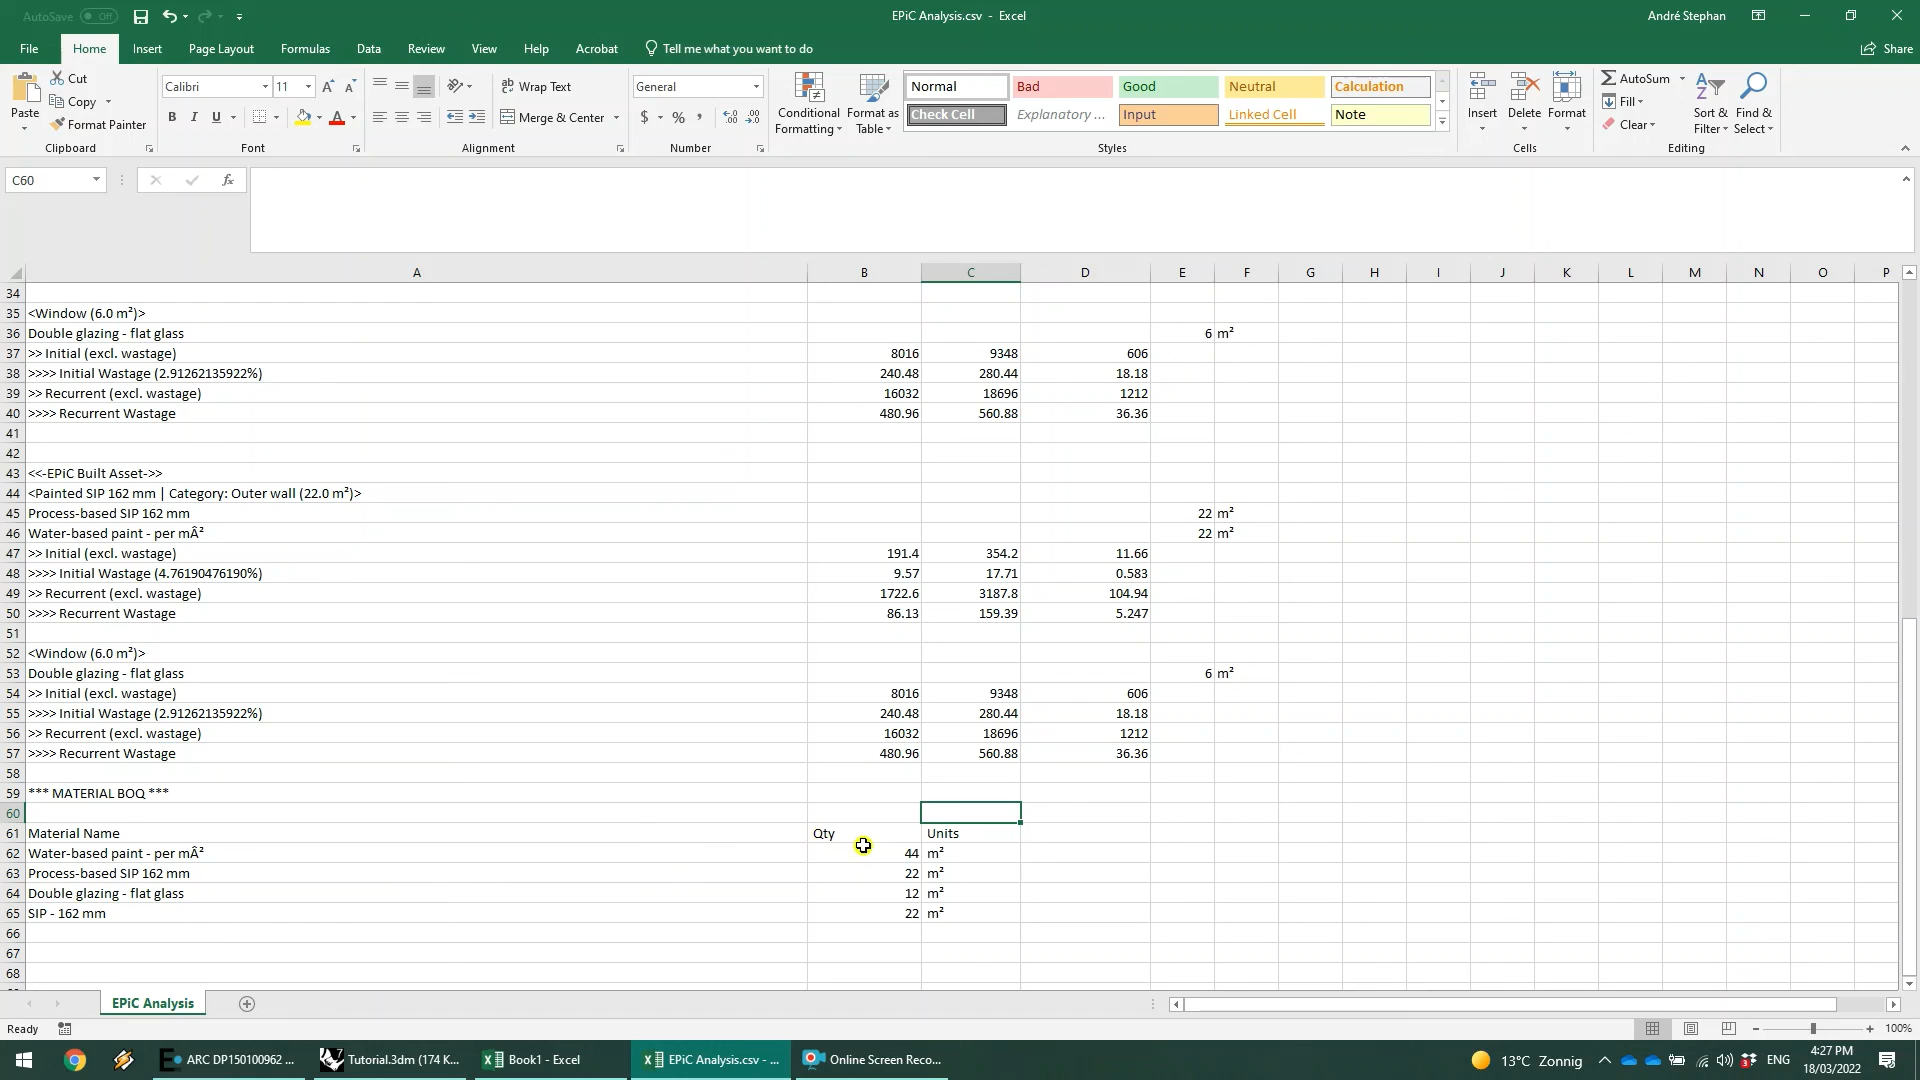 AutoSave Off
EPiC Analysis.csv - Excel
André Stephan
File Home Insert Page Layout Formulas Data Review View Help Acrobat Tell me what you want to do Share
Paste
Cut
Copy
Format Painter
Clipboard
Calibri 11
B I U
Font
Wrap Text
Merge & Center
Alignment
General
$ % ,
Number
Conditional Formatting
Format as Table
Normal Bad Good Neutral Calculation
Check Cell Explanatory ... Input Linked Cell Note
Styles
Insert Delete Format
Cells
AutoSum
Fill
Clear
Sort & Filter
Find & Select
Editing
C60
fx
A B C D E F G H I J K L M N O P
34
35 <Window (6.0 m²)>
36 Double glazing - flat glass 6 m²
37 >> Initial (excl. wastage) 8016 9348 606
38 >>>> Initial Wastage (2.91262135922%) 240.48 280.44 18.18
39 >> Recurrent (excl. wastage) 16032 18696 1212
40 >>>> Recurrent Wastage 480.96 560.88 36.36
41
42
43 <<-EPiC Built Asset->>
44 <Painted SIP 162 mm | Category: Outer wall (22.0 m²)>
45 Process-based SIP 162 mm 22 m²
46 Water-based paint - per mÂ² 22 m²
47 >> Initial (excl. wastage) 191.4 354.2 11.66
48 >>>> Initial Wastage (4.76190476190%) 9.57 17.71 0.583
49 >> Recurrent (excl. wastage) 1722.6 3187.8 104.94
50 >>>> Recurrent Wastage 86.13 159.39 5.247
51
52 <Window (6.0 m²)>
53 Double glazing - flat glass 6 m²
54 >> Initial (excl. wastage) 8016 9348 606
55 >>>> Initial Wastage (2.91262135922%) 240.48 280.44 18.18
56 >> Recurrent (excl. wastage) 16032 18696 1212
57 >>>> Recurrent Wastage 480.96 560.88 36.36
58
59 *** MATERIAL BOQ ***
60
61 Material Name Qty Units
62 Water-based paint - per mÂ² 44 m²
63 Process-based SIP 162 mm 22 m²
64 Double glazing - flat glass 12 m²
65 SIP - 162 mm 22 m²
66
67
68
EPiC Analysis
Ready
100%
ARC DP150100962 ...
Tutorial.3dm (174 K...
Book1 - Excel
EPiC Analysis.csv - ...
Online Screen Reco...
13°C Zonnig
ENG
4:27 PM
18/03/2022